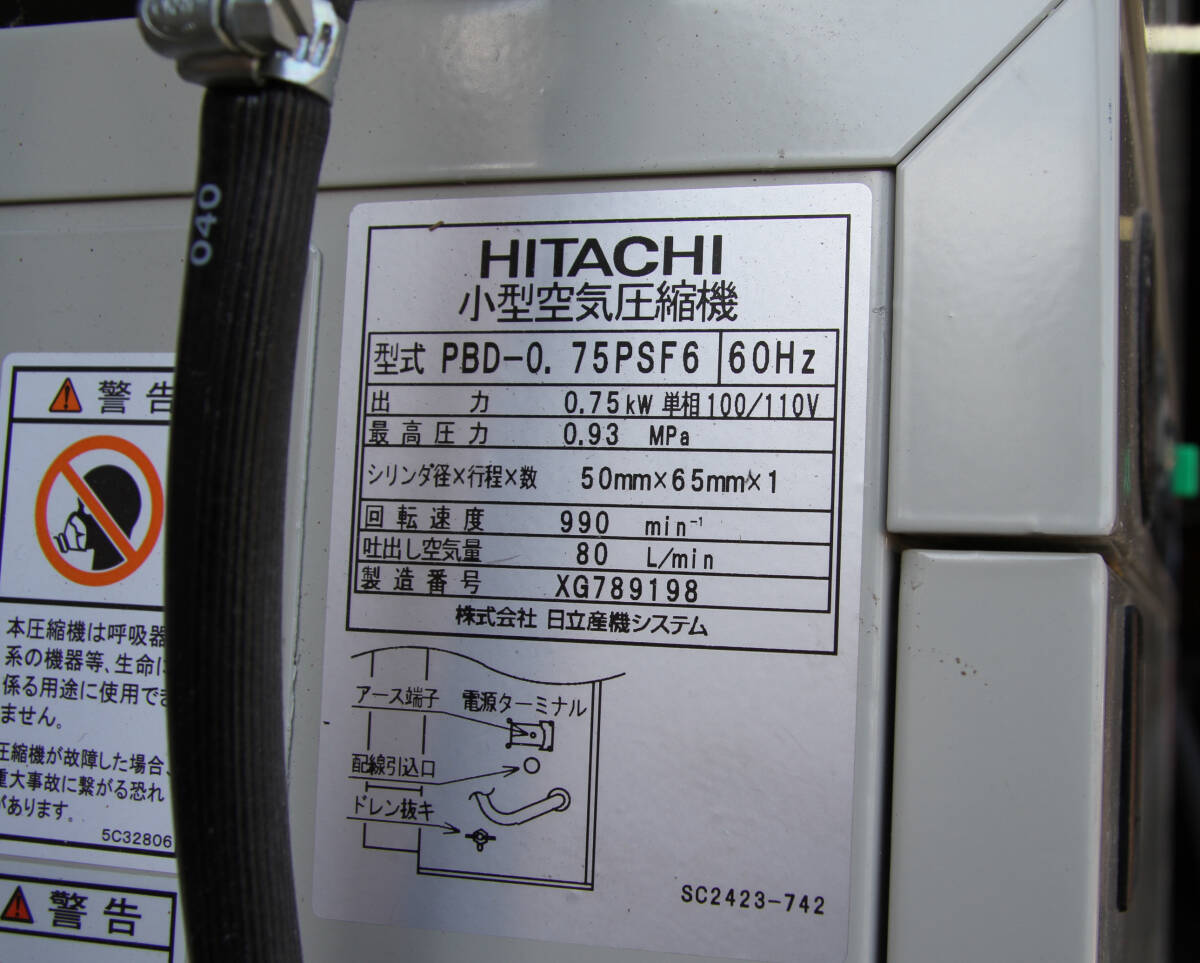 040
HITACHI
小型空気圧縮機
型式 PBD-0.75PSF6 60Hz
出力 0.75kW 単相100/110V
最高圧力 0.93 MPa
シリンダ径×行程×数 50mm×65mm×1
回転速度 990 min⁻¹
吐出し空気量 80 L/min
製造番号 XG789198
株式会社 日立産機システム
アース端子 電源ターミナル
配線引込口
ドレン抜キ
SC2423-742
警告
本圧縮機は呼吸器
系の機器等、生命に
係る用途に使用でき
ません。
圧縮機が故障した場合、
重大事故に繋がる恐れ
があります。
5C32806
警告